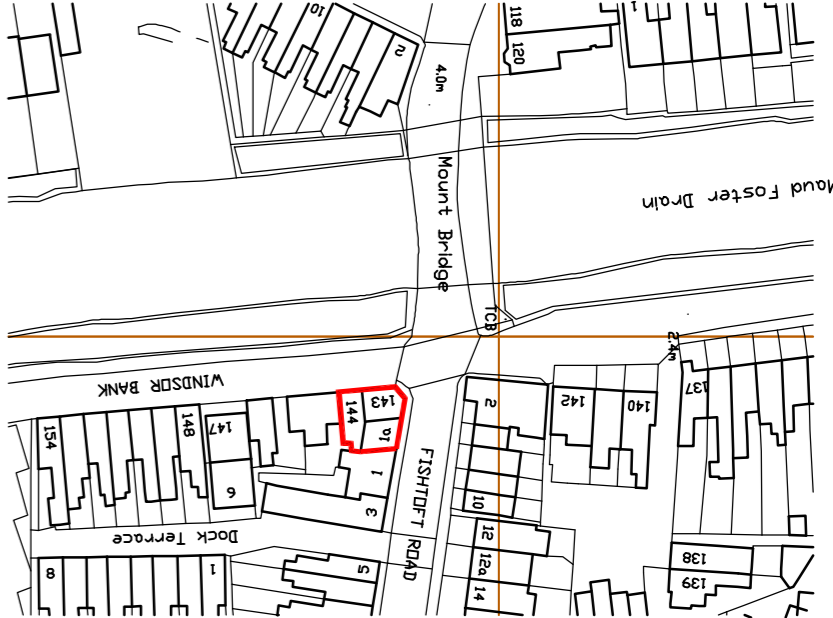 10
2
118
120
1
4.0m
Mount Bridge
Maud Foster Drain
TCB
2.4m
WINDSOR BANK
154
148
147
6
144
143
1a
1
3
2
142
140
137
10
12
12a
14
FISHTOFT ROAD
Dock Terrace
8
1
5
138
139